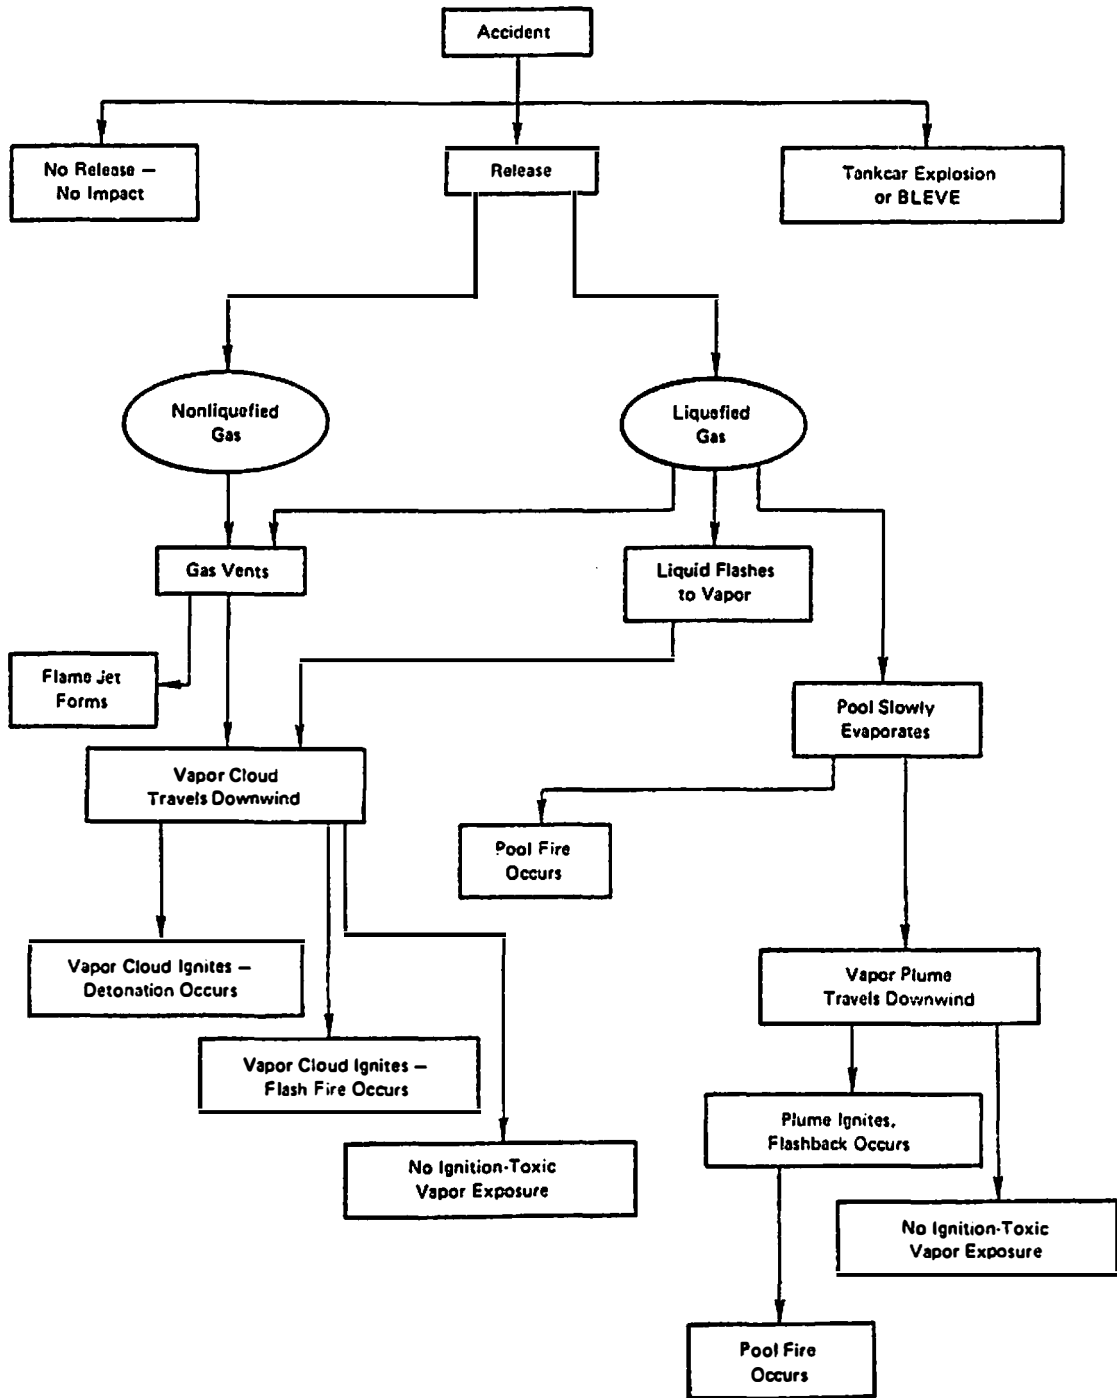 Accident
No Release —
No Impact
Release
Tankcar Explosion
or BLEVE
Nonliquefied
Gas
Liquefied
Gas
Gas Vents
Liquid Flashes
to Vapor
Flame Jet
Forms
Pool Slowly
Evaporates
Vapor Cloud
Travels Downwind
Pool Fire
Occurs
Vapor Cloud Ignites —
Detonation Occurs
Vapor Plume
Travels Downwind
Vapor Cloud Ignites —
Flash Fire Occurs
Plume Ignites,
Flashback Occurs
No Ignition-Toxic
Vapor Exposure
No Ignition-Toxic
Vapor Exposure
Pool Fire
Occurs